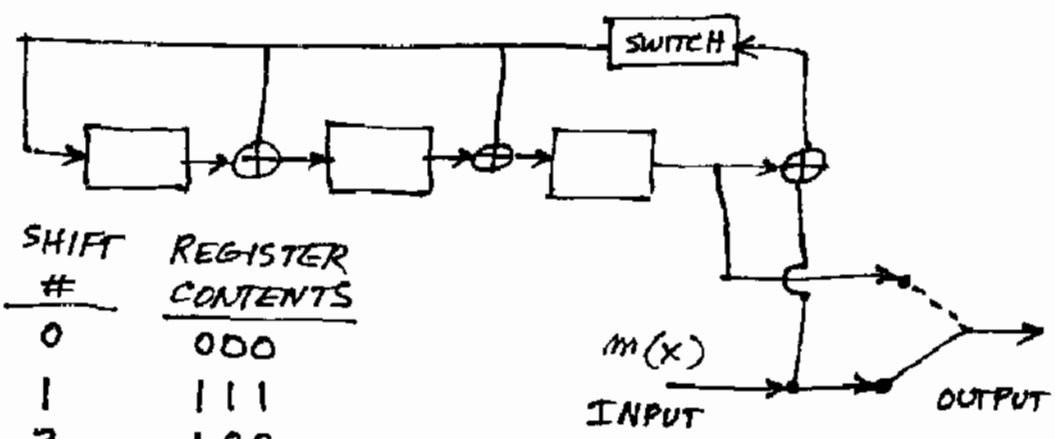 SWITCH
SHIFT REGISTER
# CONTENTS
0 000
1 111
m(x)
INPUT
OUTPUT